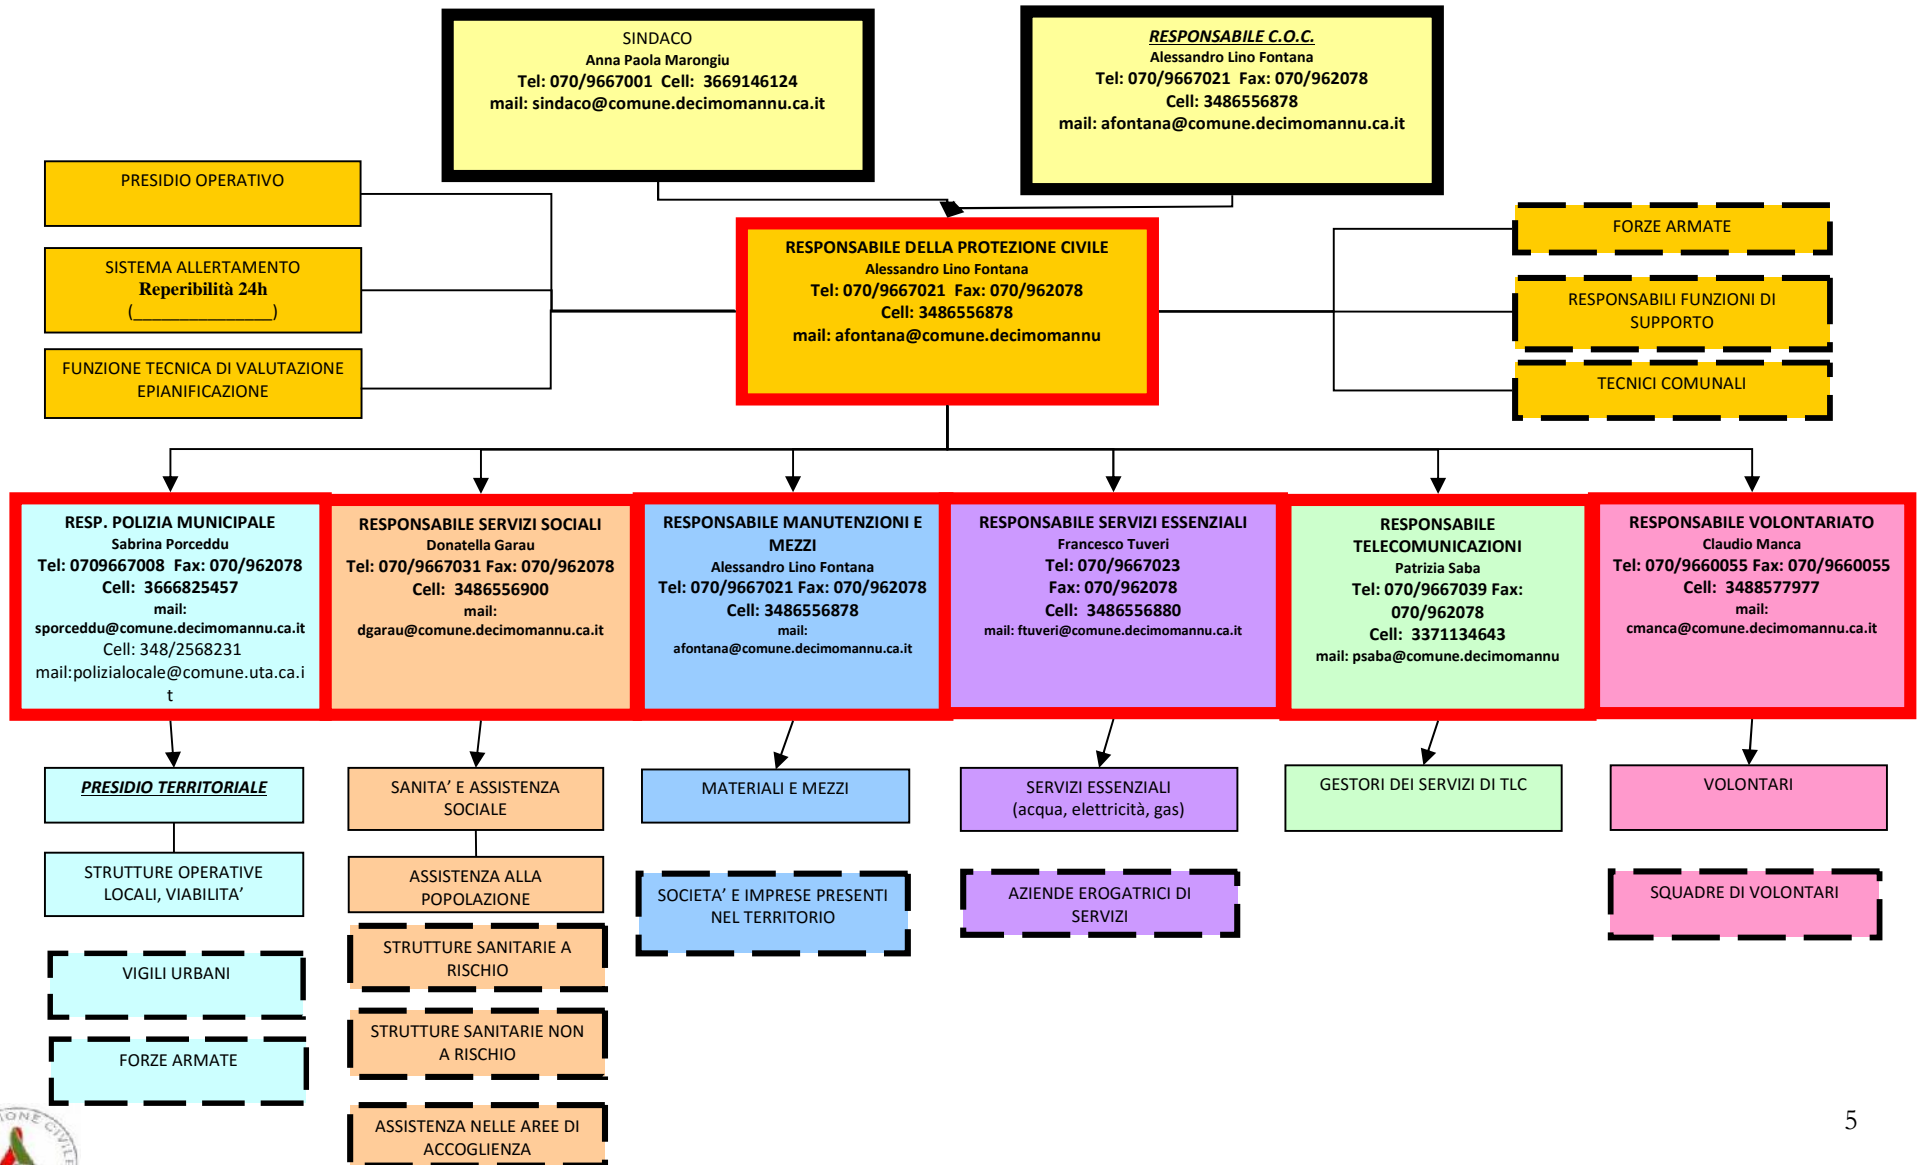 SINDACO
Anna Paola Marongiu
Tel: 070/9667001  Cell:  3669146124
mail: sindaco@comune.decimomannu.ca.it
RESPONSABILE C.O.C.
Alessandro Lino Fontana
Tel: 070/9667021  Fax: 070/962078
Cell: 3486556878
mail: afontana@comune.decimomannu.ca.it
PRESIDIO OPERATIVO
SISTEMA ALLERTAMENTO
Reperibilità 24h
(________________)
FUNZIONE TECNICA DI VALUTAZIONE
EPIANIFICAZIONE
RESPONSABILE DELLA PROTEZIONE CIVILE
Alessandro Lino Fontana
Tel: 070/9667021  Fax: 070/962078
Cell: 3486556878
mail: afontana@comune.decimomannu
FORZE ARMATE
RESPONSABILI FUNZIONI DI
SUPPORTO
TECNICI COMUNALI
RESP. POLIZIA MUNICIPALE
Sabrina Porceddu
Tel: 0709667008  Fax: 070/962078
Cell:  3666825457
mail:
sporceddu@comune.decimomannu.ca.it
Cell: 348/2568231
mail:polizialocale@comune.uta.ca.i
t
RESPONSABILE SERVIZI SOCIALI
Donatella Garau
Tel: 070/9667031 Fax: 070/962078
Cell:  3486556900
mail:
dgarau@comune.decimomannu.ca.it
RESPONSABILE MANUTENZIONI E
MEZZI
Alessandro Lino Fontana
Tel: 070/9667021 Fax: 070/962078
Cell: 3486556878
mail:
afontana@comune.decimomannu.ca.it
RESPONSABILE SERVIZI ESSENZIALI
Francesco Tuveri
Tel: 070/9667023
Fax: 070/962078
Cell:  3486556880
mail: ftuveri@comune.decimomannu.ca.it
RESPONSABILE
TELECOMUNICAZIONI
Patrizia Saba
Tel: 070/9667039 Fax:
070/962078
Cell:  3371134643
mail: psaba@comune.decimomannu
RESPONSABILE VOLONTARIATO
Claudio Manca
Tel: 070/9660055 Fax: 070/9660055
Cell:  3488577977
mail:
cmanca@comune.decimomannu.ca.it
PRESIDIO TERRITORIALE
STRUTTURE OPERATIVE
LOCALI, VIABILITA’
VIGILI URBANI
FORZE ARMATE
SANITA’ E ASSISTENZA
SOCIALE
ASSISTENZA ALLA
POPOLAZIONE
STRUTTURE SANITARIE A
RISCHIO
STRUTTURE SANITARIE NON
A RISCHIO
ASSISTENZA NELLE AREE DI
ACCOGLIENZA
MATERIALI E MEZZI
SOCIETA’ E IMPRESE PRESENTI
NEL TERRITORIO
SERVIZI ESSENZIALI
(acqua, elettricità, gas)
AZIENDE EROGATRICI DI
SERVIZI
GESTORI DEI SERVIZI DI TLC
VOLONTARI
SQUADRE DI VOLONTARI
5